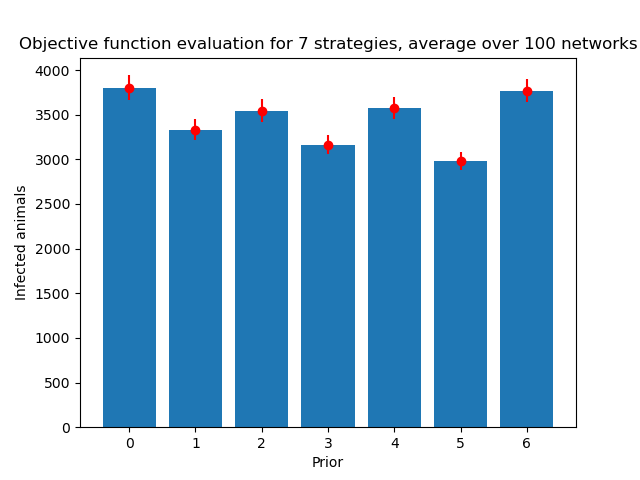 Objective function evaluation for 7 strategies, average over 100 networks
4000
3500
3000
2500
2000
1500
1000
500
0
Infected animals
0 1 2 3 4 5 6
Prior